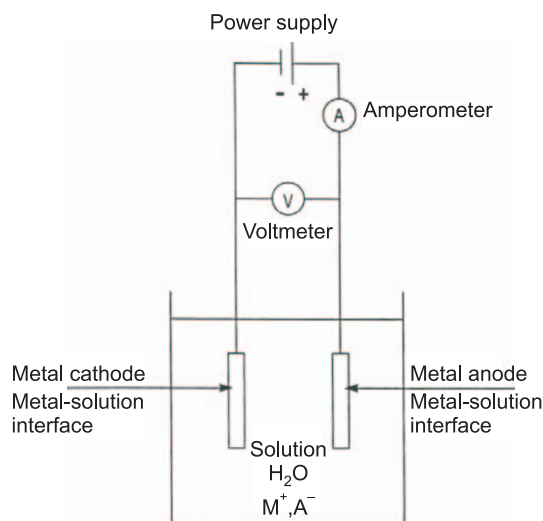 Power supply
- +
A
Amperometer
V
Voltmeter
Metal cathode
Metal-solution
interface
Metal anode
Metal-solution
interface
Solution
H₂O
M⁺,A⁻